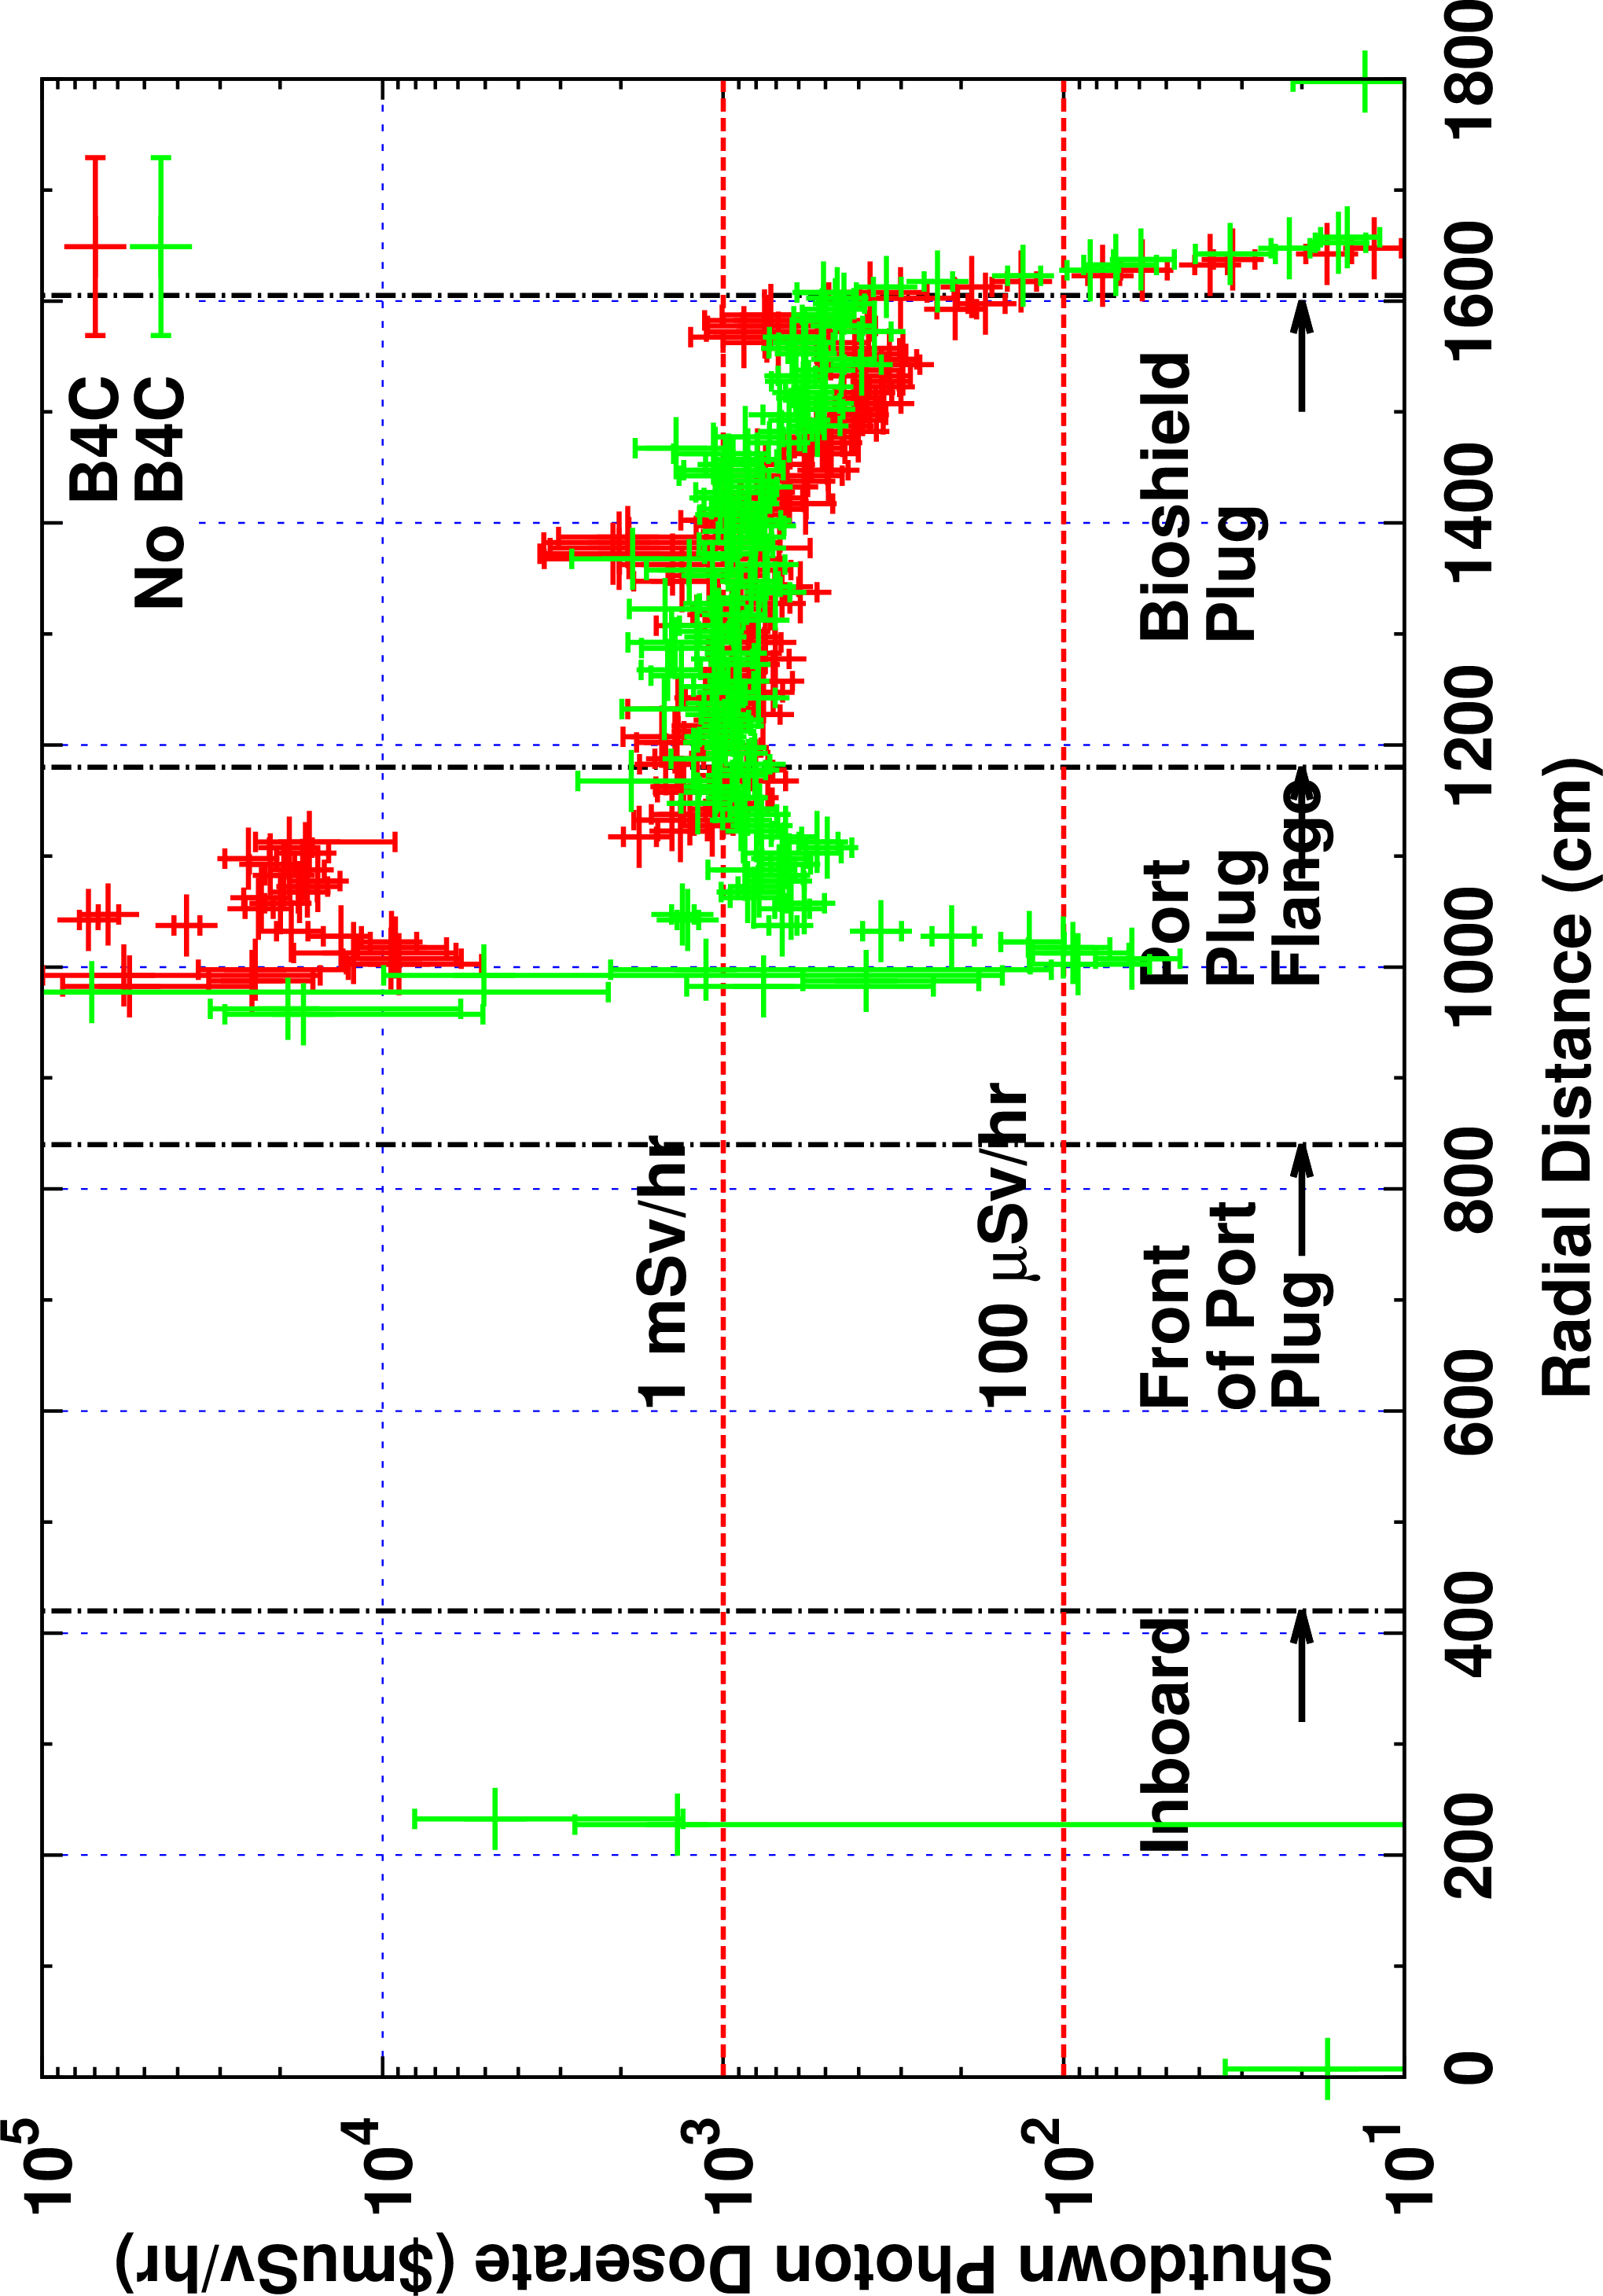 B4C
No B4C
1 mSv/hr
100 μSv/hr
Inboard
Front
of Port
Plug
Port
Plug
Flange
Bioshield
Plug
10^5
10^4
10^3
10^2
10^1
0 200 400 600 800 1000 1200 1400 1600 1800
Radial Distance (cm)
Shutdown Photon Doserate ($muSv/hr)